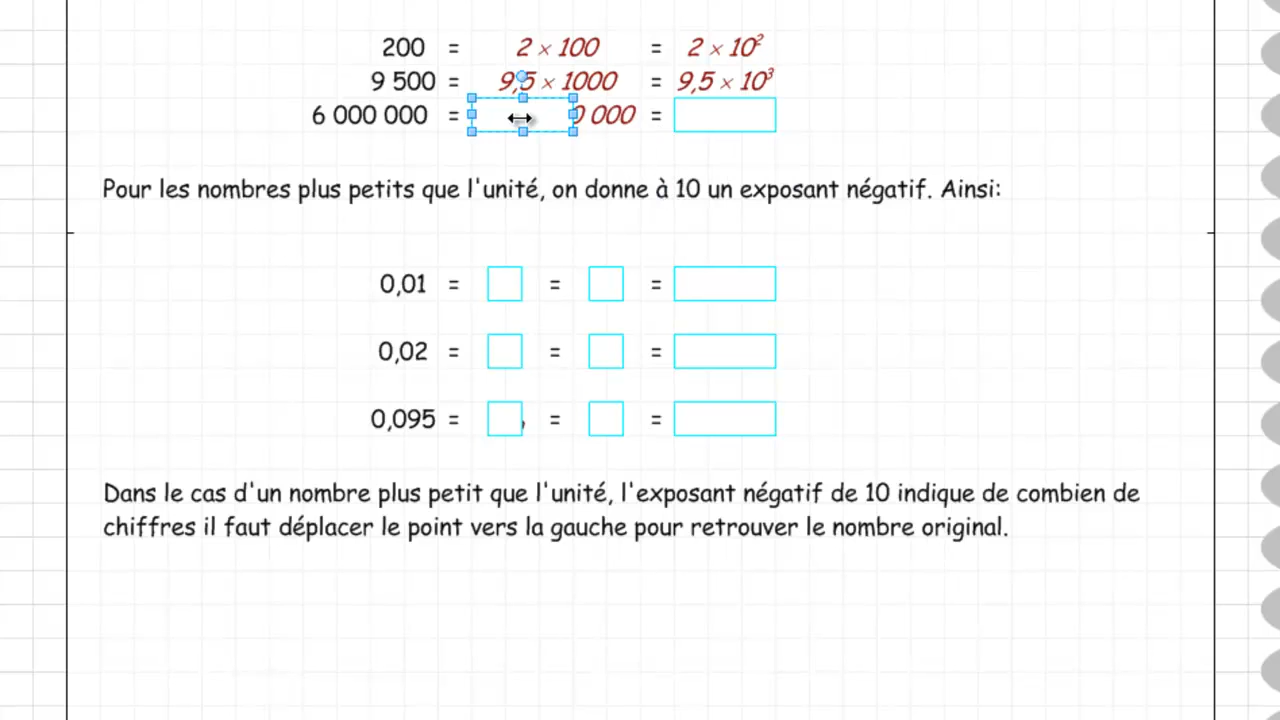 200 = 2 × 100 = 2 × 10²
9 500 = 9,5 × 1000 = 9,5 × 10³
6 000 000 = 0 000 =
Pour les nombres plus petits que l'unité, on donne à 10 un exposant négatif. Ainsi:
0,01 = = =
0,02 = = =
0,095 = , = =
Dans le cas d'un nombre plus petit que l'unité, l'exposant négatif de 10 indique de combien de
chiffres il faut déplacer le point vers la gauche pour retrouver le nombre original.